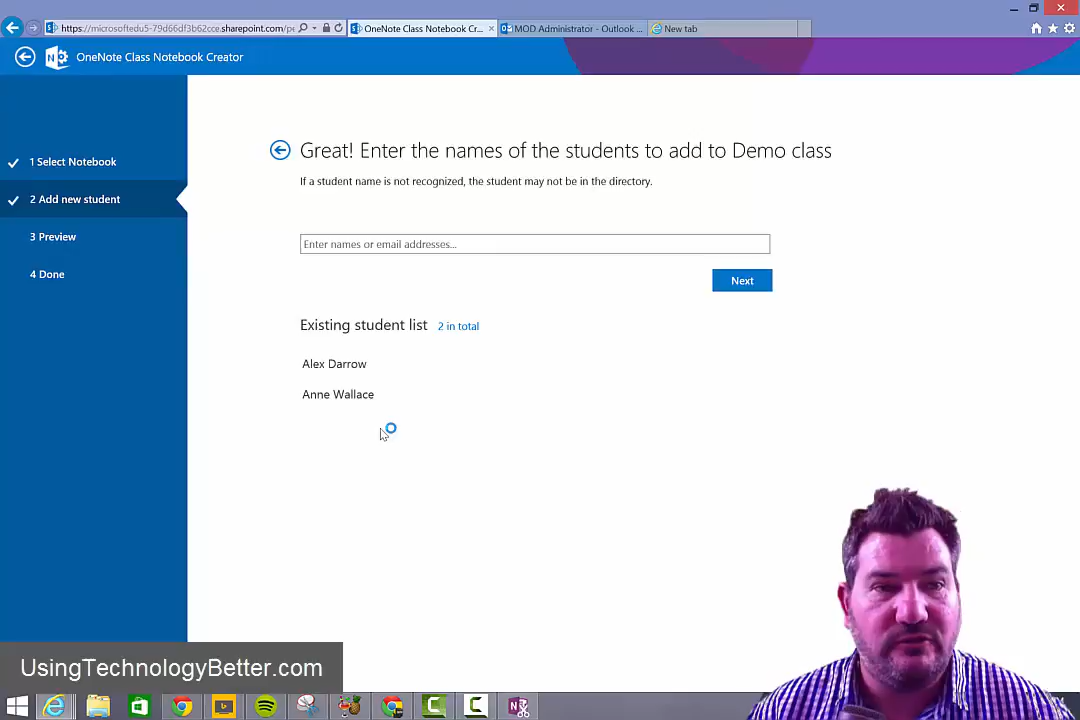 https://microsoftedu5-79d66df3b62cce.sharepoint.com/pe
OneNote Class Notebook Cr...
MOD Administrator - Outlook ...
New tab
OneNote Class Notebook Creator
1 Select Notebook
2 Add new student
3 Preview
4 Done
Great! Enter the names of the students to add to Demo class
If a student name is not recognized, the student may not be in the directory.
Enter names or email addresses...
Next
Existing student list 2 in total
Alex Darrow
Anne Wallace
UsingTechnologyBetter.com